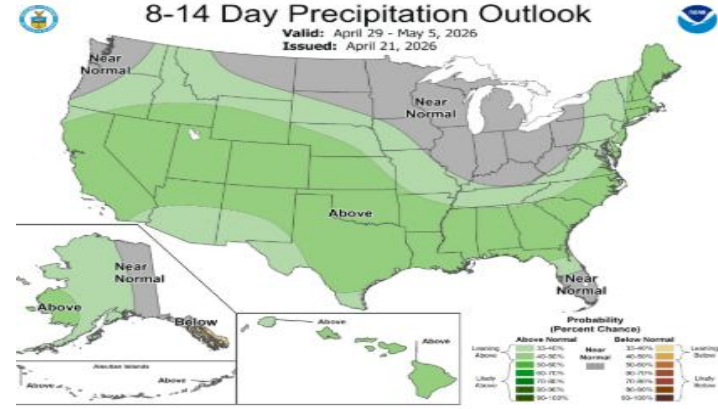 8-14 Day Precipitation Outlook
Valid: April 29 - May 5, 2026
Issued: April 21, 2026
Near
Normal
Near
Normal
Above
Near
Normal
Near
Normal
Above
Below
Aleutian Islands
Above
Above
Above
Above
Probability
(Percent Chance)
Above Normal
Below Normal
Leaning
Above
33-40%
40-50%
50-60%
60-70%
70-80%
80-90%
90-100%
Likely
Above
Near
Normal
33-40%
40-50%
50-60%
60-70%
70-80%
80-90%
90-100%
Leaning
Below
Likely
Below